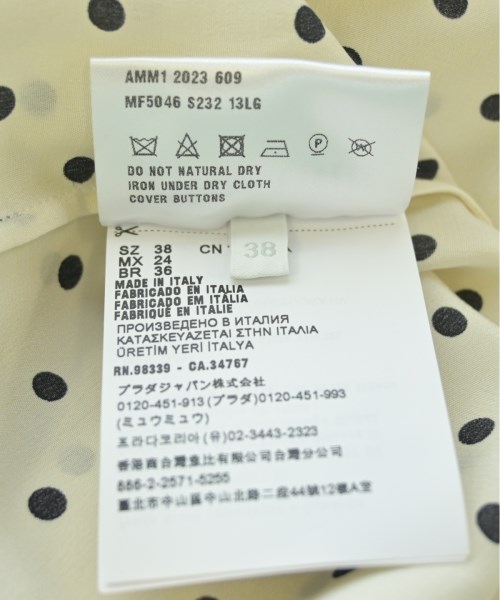 AMM1 2023 609
MF5046 S232 13LG
P
DO NOT NATURAL DRY
IRON UNDER DRY CLOTH
COVER BUTTONS
SZ 38 CN
38
MX 24
BR 36
MADE IN ITALY
FABRICADO EN ITALIA
FABRICADO EM ITÁLIA
FABRIQUÉ EN ITALIE
ПРОИЗВЕДЕНО В ИТАЛИЯ
ΚΑΤΑΣΚΕΥΑΖΕΤΑΙ ΣΤΗΝ ΙΤΑΛΙΑ
ÜRETİM YERİ İTALYA
RN.98339 - CA.34767
プラダジャパン株式会社
0120-451-913(プラダ)0120-451-993
(ミュウミュウ)
프라다코리아(유)02-3443-2323
香港商台灣 比有限公司台灣分公司
886-2-2571-5255
臺北市中山區中山北路二段44號12樓A室